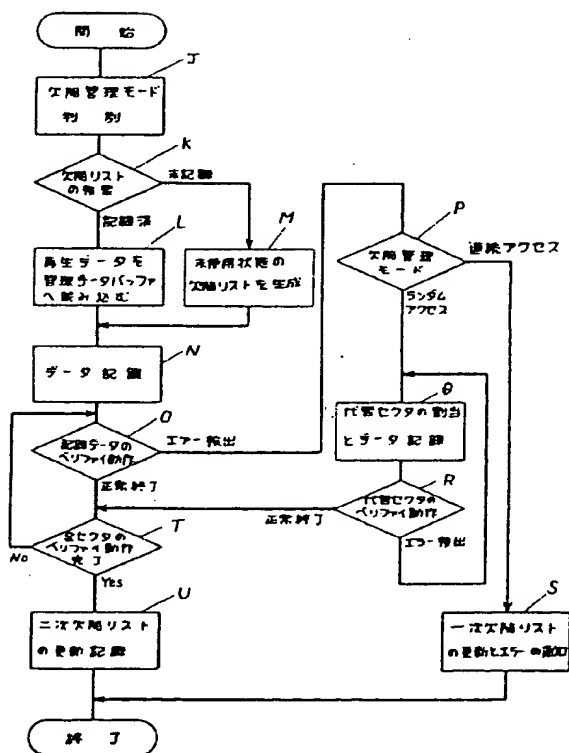 開始
J
欠陥管理モード
判別
K
欠陥リスト
の検査
未記録
記録済
L
再生データを
管理データバッファ
へ読み込む
M
未使用状態の
欠陥リストを生成
N
データ記録
O
記録データの
ベリファイ動作
エラー検出
正常終了
T
全セクタの
ベリファイ動作
完了
No
Yes
U
二次欠陥リスト
の更新記録
終了
P
欠陥管理
モード
連続アクセス
ランダム
アクセス
Q
代替セクタの割当
とデータ記録
R
代替セクタの
ベリファイ動作
正常終了
エラー検出
S
一次欠陥リスト
の更新とエラーの